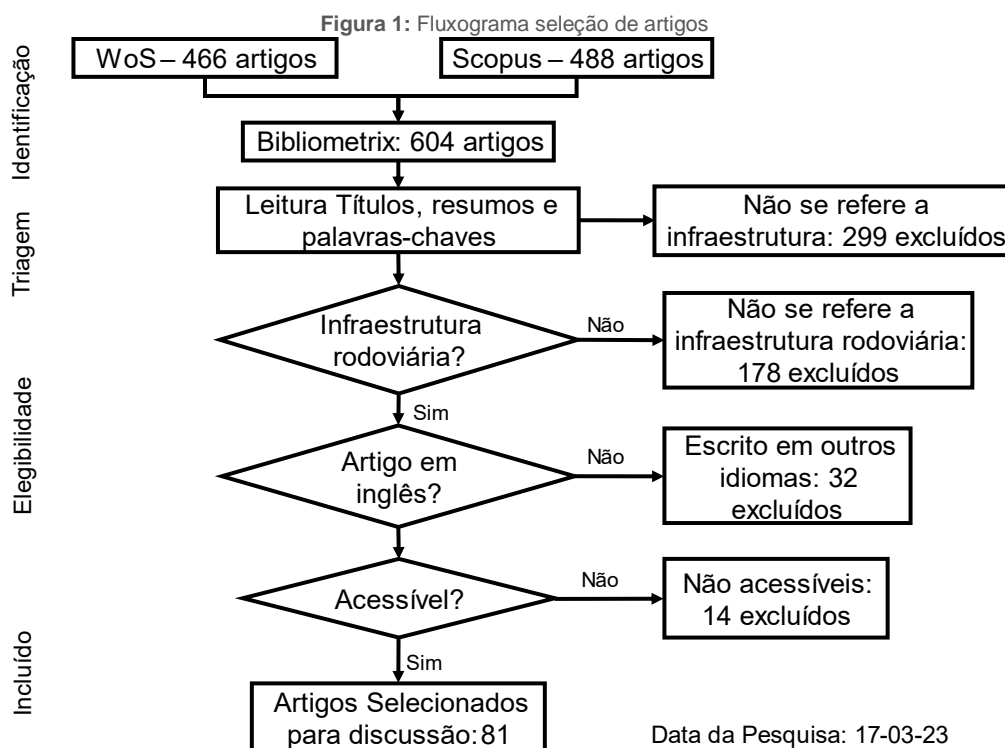 Figura 1: Fluxograma seleção de artigos
Identificação
WoS – 466 artigos
Scopus – 488 artigos
Bibliometrix: 604 artigos
Triagem
Leitura Títulos, resumos e
palavras-chaves
Não se refere a
infraestrutura: 299 excluídos
Elegibilidade
Infraestrutura
rodoviária?
Não
Não se refere a
infraestrutura rodoviária:
178 excluídos
Sim
Artigo em
inglês?
Não
Escrito em outros
idiomas: 32
excluídos
Acessível?
Não
Não acessíveis:
14 excluídos
Incluído
Sim
Artigos Selecionados
para discussão: 81
Data da Pesquisa: 17-03-23